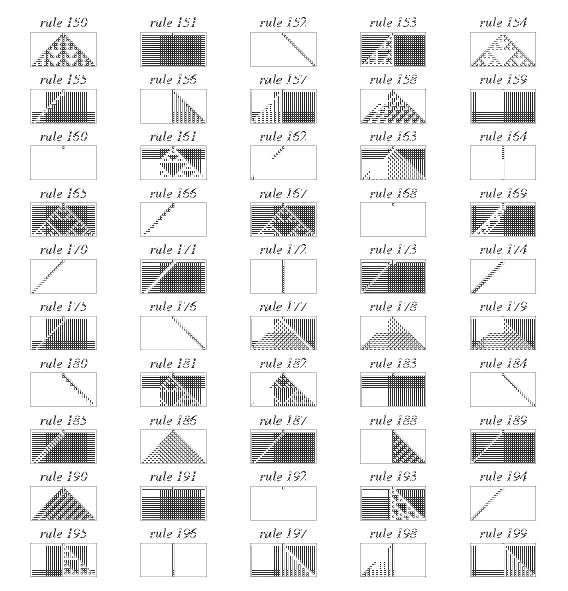 rule 150 rule 151 rule 152 rule 153 rule 154
rule 155 rule 156 rule 157 rule 158 rule 159
rule 160 rule 161 rule 162 rule 163 rule 164
rule 165 rule 166 rule 167 rule 168 rule 169
rule 170 rule 171 rule 172 rule 173 rule 174
rule 175 rule 176 rule 177 rule 178 rule 179
rule 180 rule 181 rule 182 rule 183 rule 184
rule 185 rule 186 rule 187 rule 188 rule 189
rule 190 rule 191 rule 192 rule 193 rule 194
rule 195 rule 196 rule 197 rule 198 rule 199